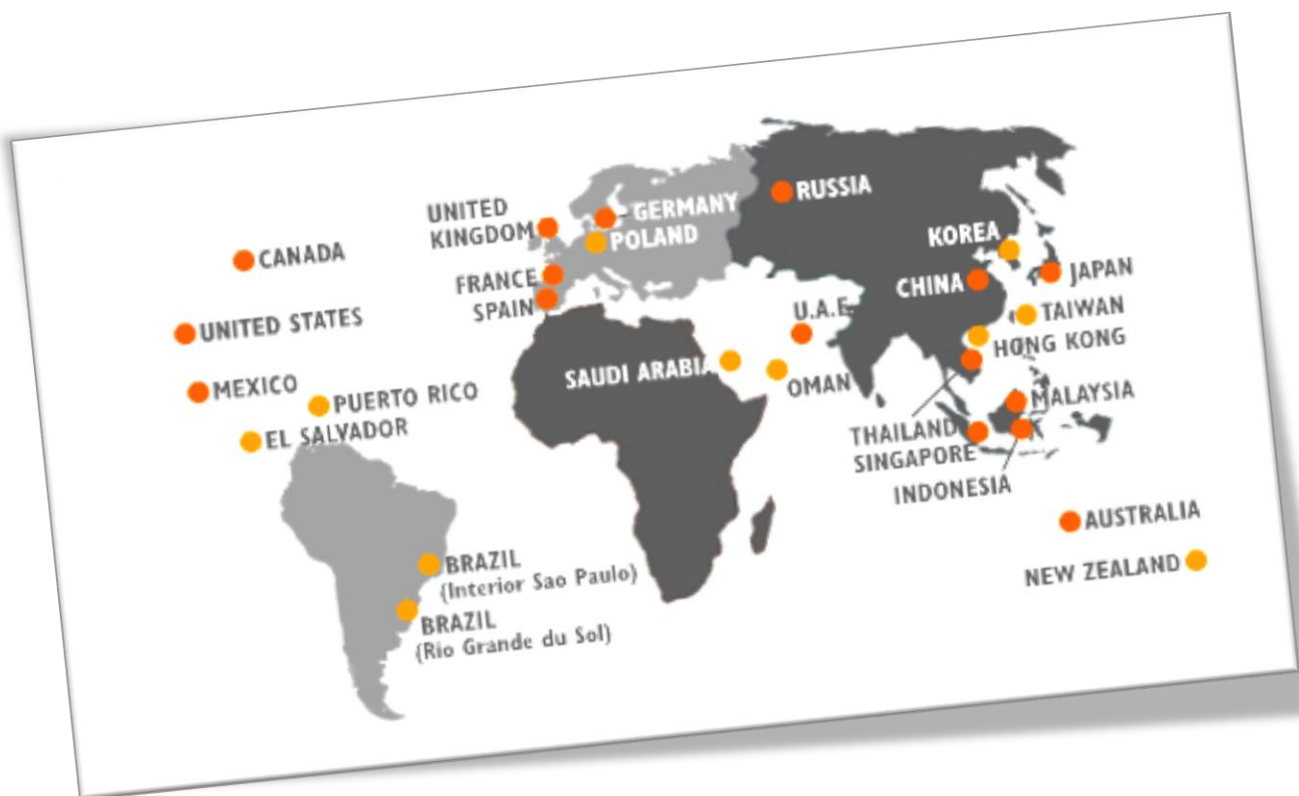 CANADA
UNITED STATES
MEXICO
PUERTO RICO
EL SALVADOR
BRAZIL
(Interior Sao Paulo)
BRAZIL
(Rio Grande du Sol)
UNITED
KINGDOM
GERMANY
POLAND
FRANCE
SPAIN
RUSSIA
SAUDI ARABIA
U.A.E.
OMAN
KOREA
CHINA
JAPAN
TAIWAN
HONG KONG
THAILAND
MALAYSIA
SINGAPORE
INDONESIA
AUSTRALIA
NEW ZEALAND